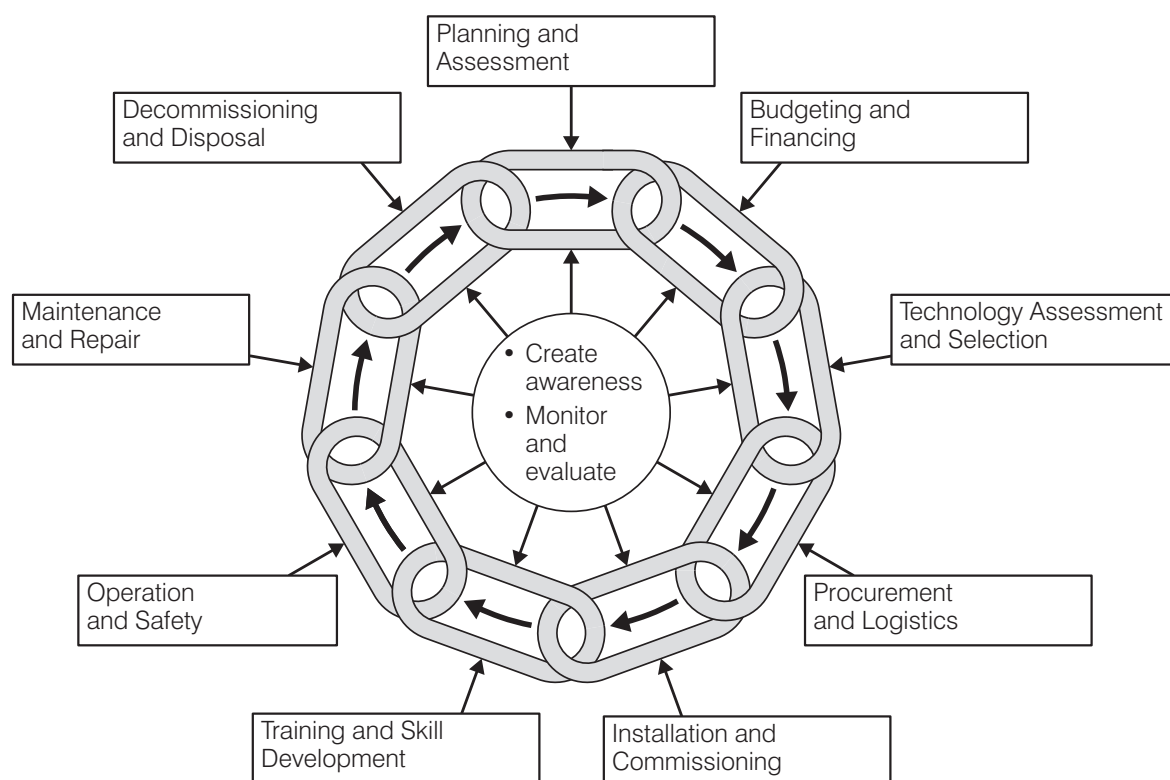 Planning and
Assessment
Decommissioning
and Disposal
Budgeting and
Financing
Maintenance
and Repair
• Create
awareness
• Monitor
and
evaluate
Technology Assessment
and Selection
Operation
and Safety
Procurement
and Logistics
Training and Skill
Development
Installation and
Commissioning